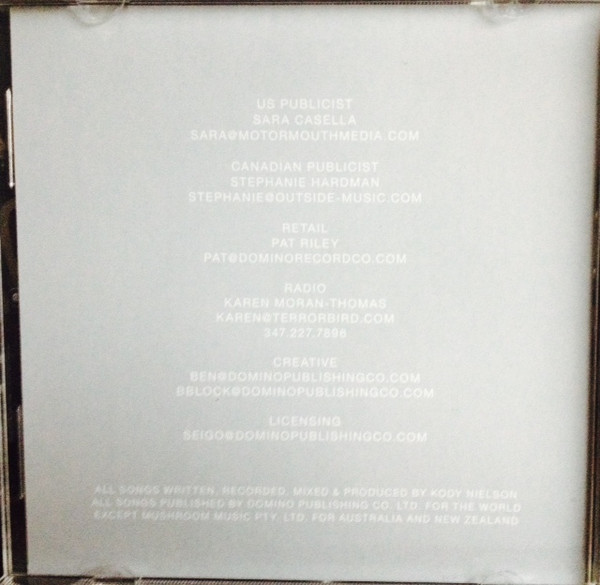 US PUBLICIST
SARA CASELLA
SARA@MOTORMOUTHMEDIA.COM
CANADIAN PUBLICIST
STEPHANIE HARDMAN
STEPHANIE@OUTSIDE-MUSIC.COM
RETAIL
PAT RILEY
PAT@DOMINORECORDCO.COM
RADIO
KAREN MORAN-THOMAS
KAREN@TERRORBIRD.COM
347.227.7896
CREATIVE
BEN@DOMINOPUBLISHINGCO.COM
BBLOCK@DOMINOPUBLISHINGCO.COM
LICENSING
SEIGO@DOMINOPUBLISHINGCO.COM
ALL SONGS WRITTEN, RECORDED, MIXED & PRODUCED BY KODY NIELSON
ALL SONGS PUBLISHED BY DOMINO PUBLISHING CO. LTD. FOR THE WORLD
EXCEPT MUSHROOM MUSIC PTY. LTD. FOR AUSTRALIA AND NEW ZEALAND